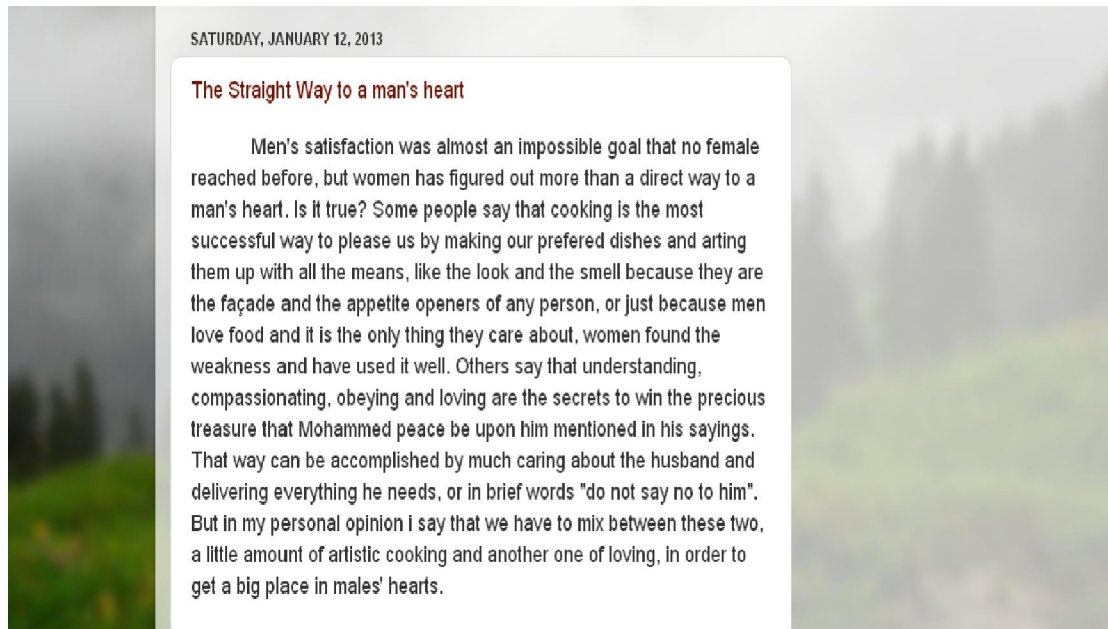 SATURDAY, JANUARY 12, 2013
The Straight Way to a man's heart
Men's satisfaction was almost an impossible goal that no female
reached before, but women has figured out more than a direct way to a
man's heart. Is it true? Some people say that cooking is the most
successful way to please us by making our prefered dishes and arting
them up with all the means, like the look and the smell because they are
the façade and the appetite openers of any person, or just because men
love food and it is the only thing they care about, women found the
weakness and have used it well. Others say that understanding,
compassionating, obeying and loving are the secrets to win the precious
treasure that Mohammed peace be upon him mentioned in his sayings.
That way can be accomplished by much caring about the husband and
delivering everything he needs, or in brief words "do not say no to him".
But in my personal opinion i say that we have to mix between these two,
a little amount of artistic cooking and another one of loving, in order to
get a big place in males' hearts.